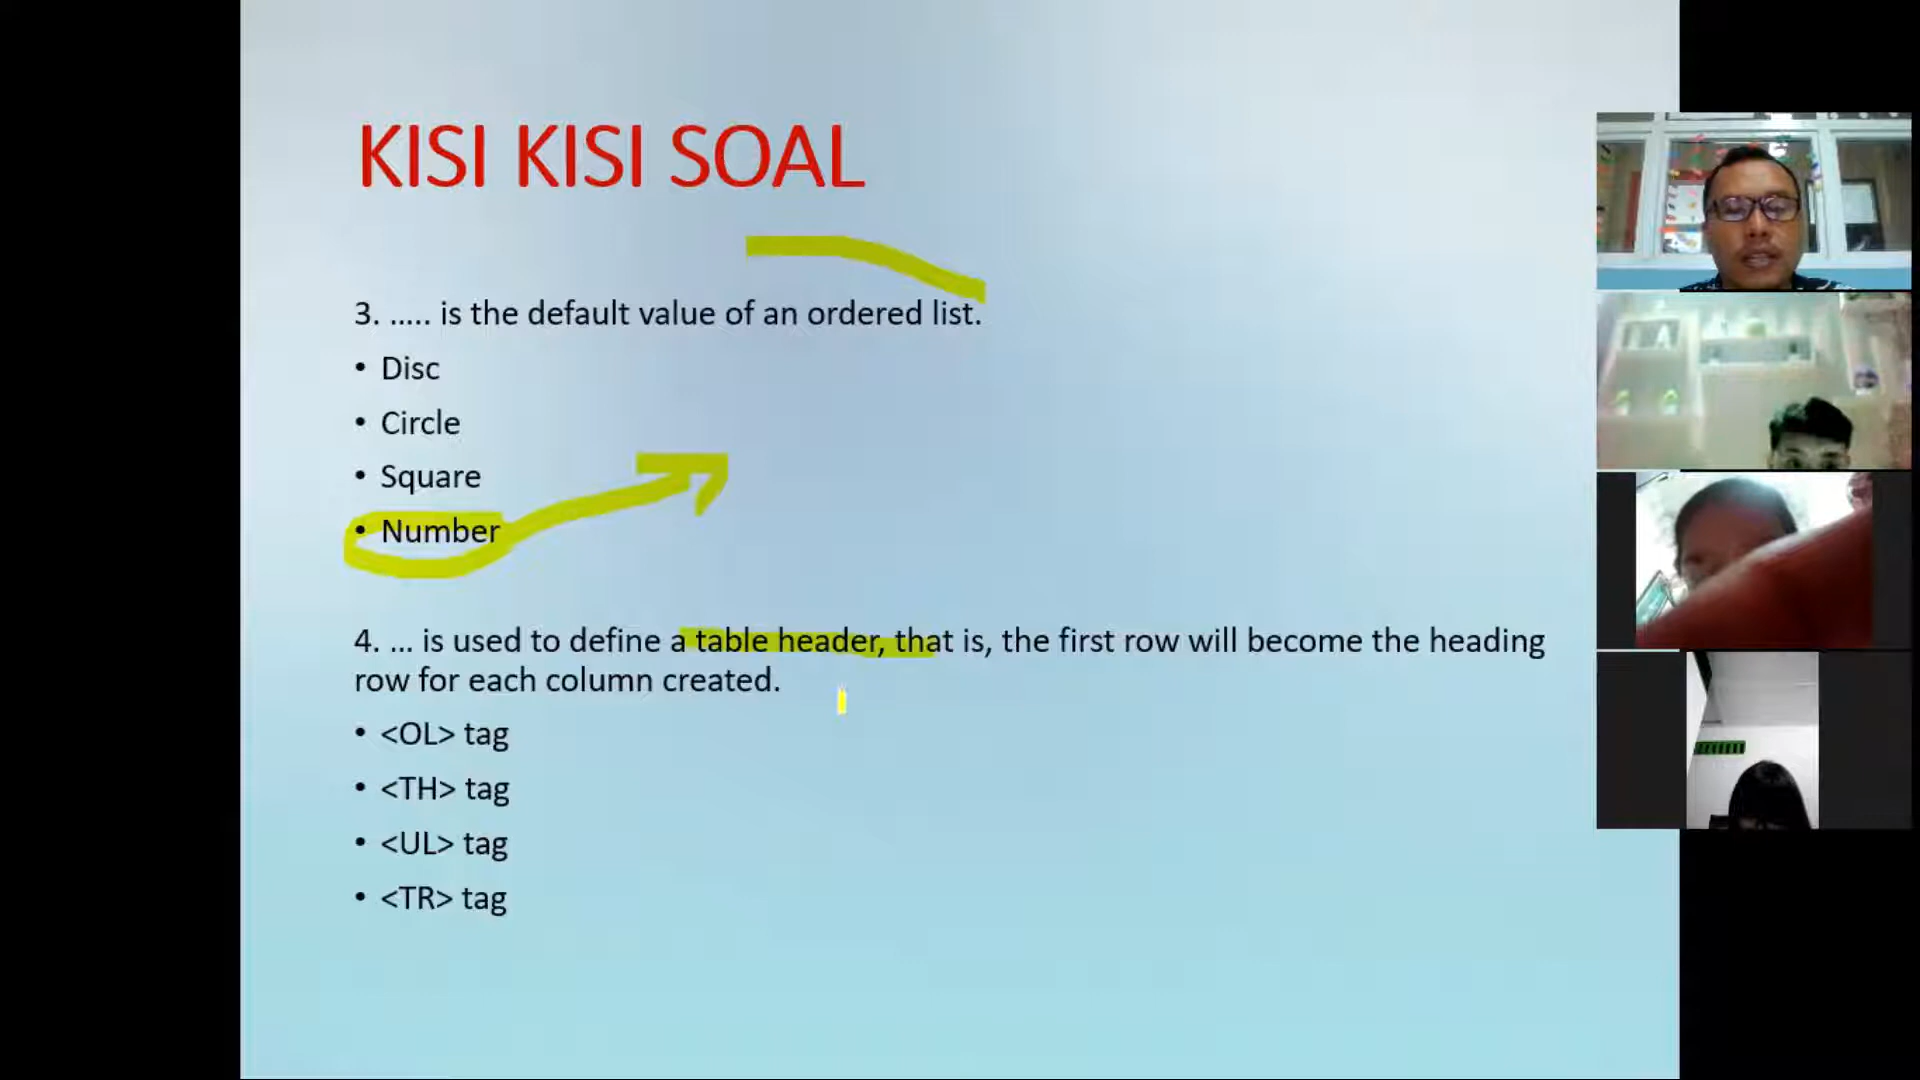 KISI KISI SOAL
3. ..... is the default value of an ordered list.
• Disc
• Circle
• Square
• Number
4. ... is used to define a table header, that is, the first row will become the heading
row for each column created.
• <OL> tag
• <TH> tag
• <UL> tag
• <TR> tag